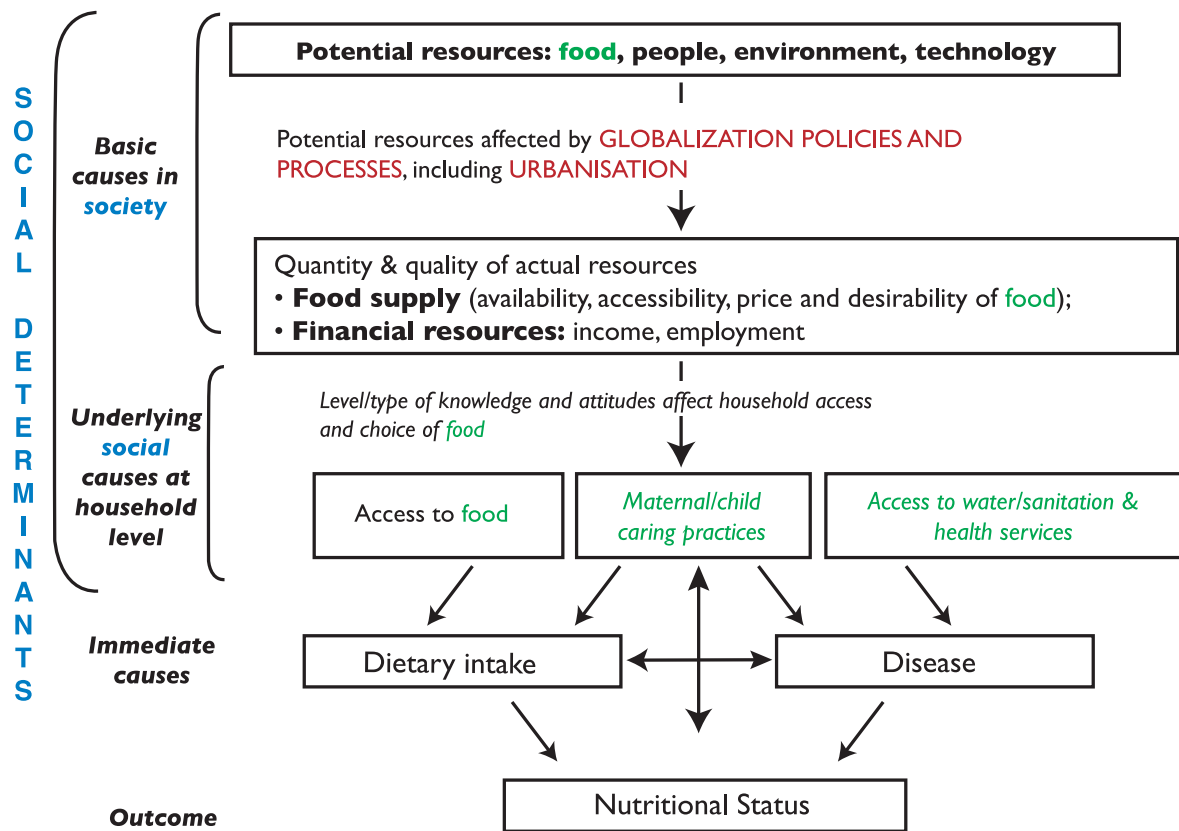 SOCIAL DETERMINANTS
Potential resources: food, people, environment, technology
Basic
causes in
society
Potential resources affected by GLOBALIZATION POLICIES AND
PROCESSES, including URBANISATION
Quantity & quality of actual resources
• Food supply (availability, accessibility, price and desirability of food);
• Financial resources: income, employment
Underlying
social
causes at
household
level
Level/type of knowledge and attitudes affect household access
and choice of food
Access to food
Maternal/child
caring practices
Access to water/sanitation &
health services
Immediate
causes
Dietary intake
Disease
Outcome
Nutritional Status